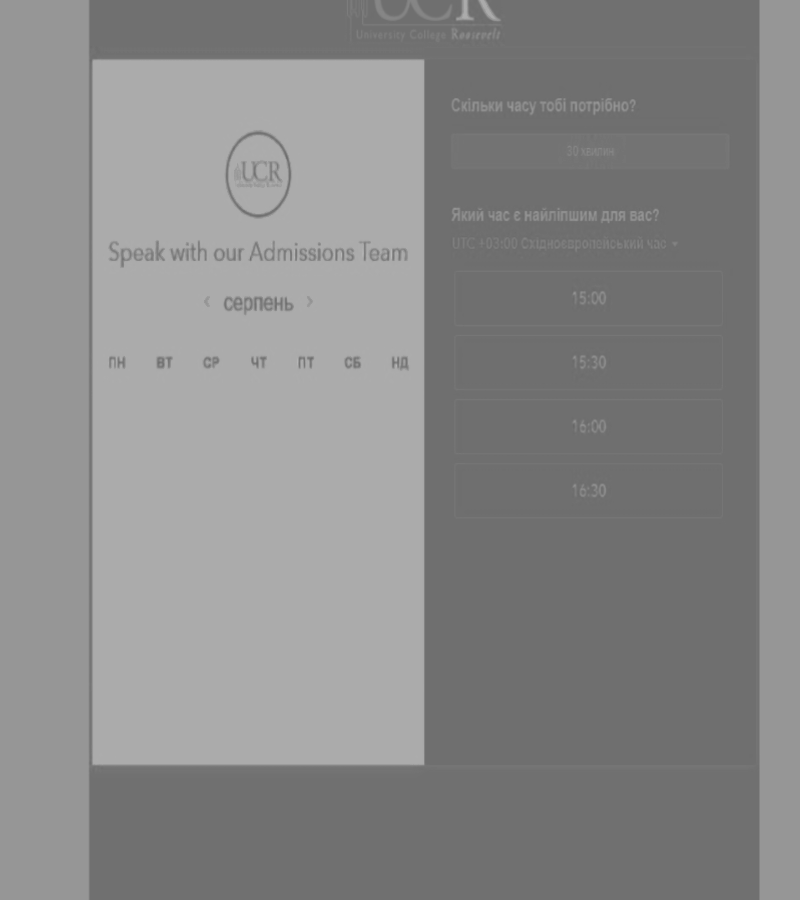 UCR
University College Roosevelt
UCR
Speak with our Admissions Team
серпень
ПН ВТ СР ЧТ ПТ СБ НД
Скільки часу тобі потрібно?
30 хвилин
Який час є найліпшим для вас?
UTC +03:00 Східноєвропейський час
15:00
15:30
16:00
16:30